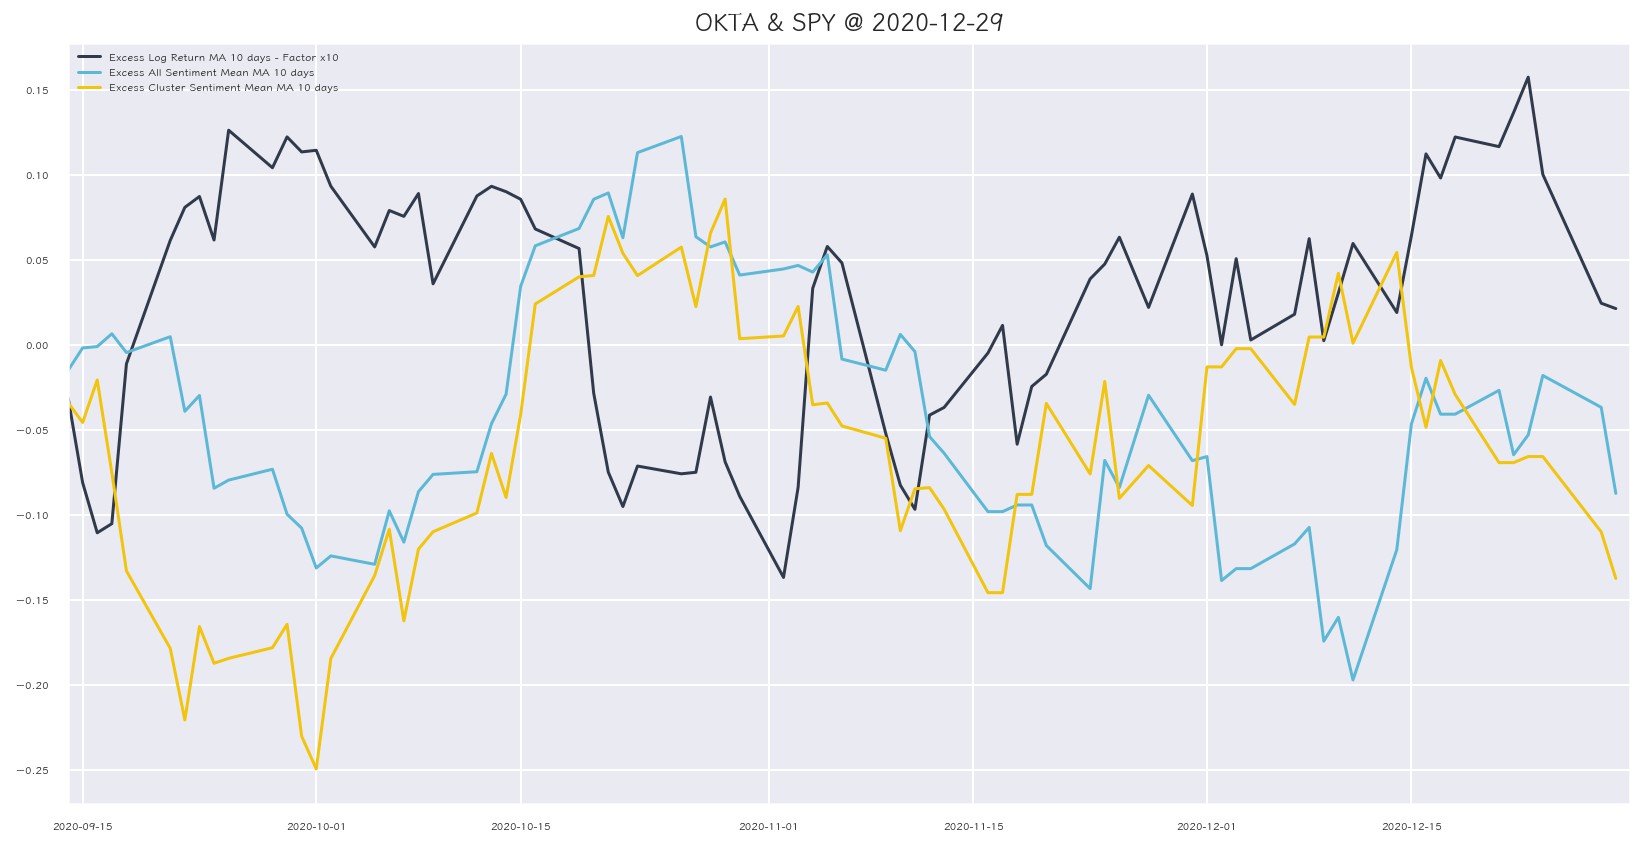 OKTA & SPY @ 2020-12-29
Excess Log Return MA 10 days - Factor x10
Excess All Sentiment Mean MA 10 days
Excess Cluster Sentiment Mean MA 10 days
0.15
0.10
0.05
0.00
−0.05
−0.10
−0.15
−0.20
−0.25
2020-09-15 2020-10-01 2020-10-15 2020-11-01 2020-11-15 2020-12-01 2020-12-15